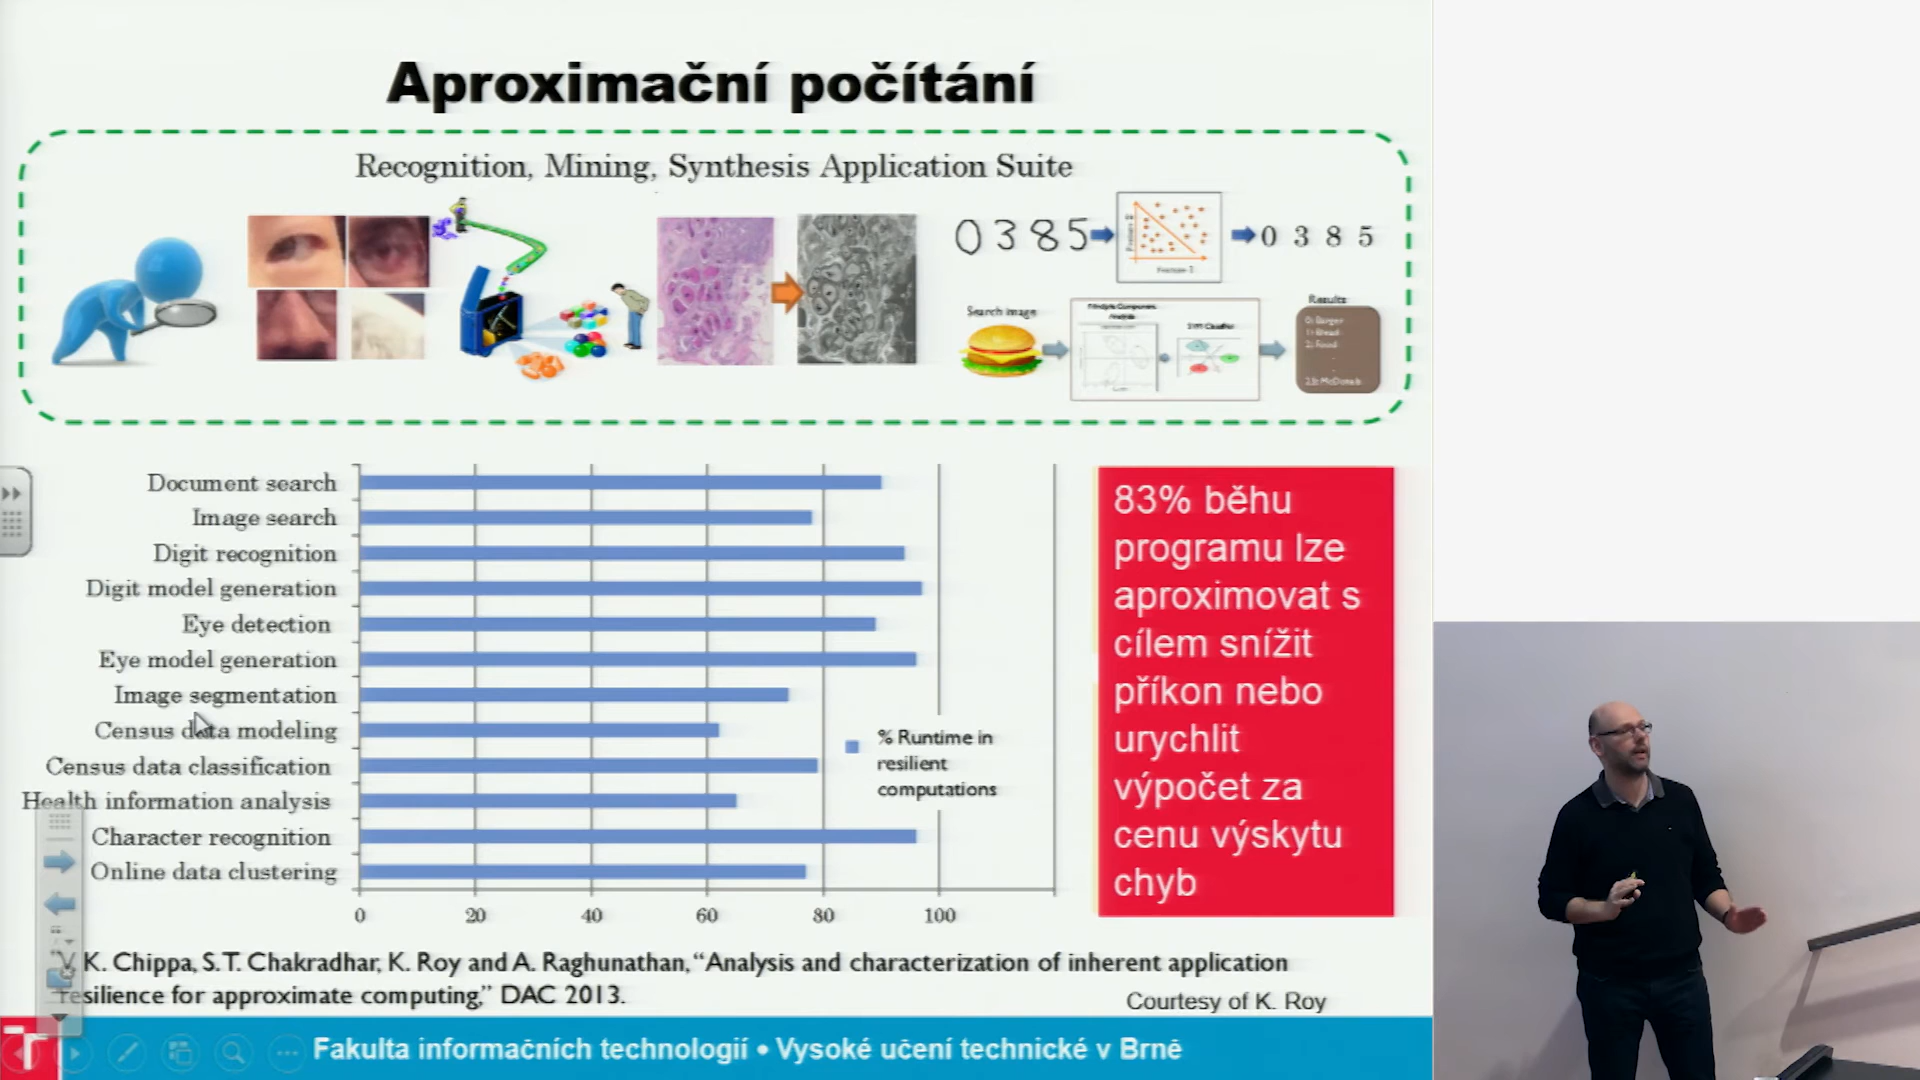 Aproximační počítání
Recognition, Mining, Synthesis Application Suite
0385
0 3 8 5
Search Image
Results
Document search
Image search
Digit recognition
Digit model generation
Eye detection
Eye model generation
Image segmentation
Census data modeling
Census data classification
Health information analysis
Character recognition
Online data clustering
0 20 40 60 80 100
% Runtime in
resilient
computations
83% běhu
programu lze
aproximovat s
cílem snížit
příkon nebo
urychlit
výpočet za
cenu výskytu
chyb
V. K. Chippa, S.T. Chakradhar, K. Roy and A. Raghunathan, “Analysis and characterization of inherent application
resilience for approximate computing,” DAC 2013.
Courtesy of K. Roy
Fakulta informačních technologií • Vysoké učení technické v Brně